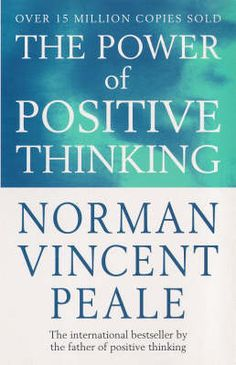 OVER 15 MILLION COPIES SOLD
THE POWER
of
POSITIVE
THINKING
NORMAN
VINCENT
PEALE
The international bestseller by
the father of positive thinking